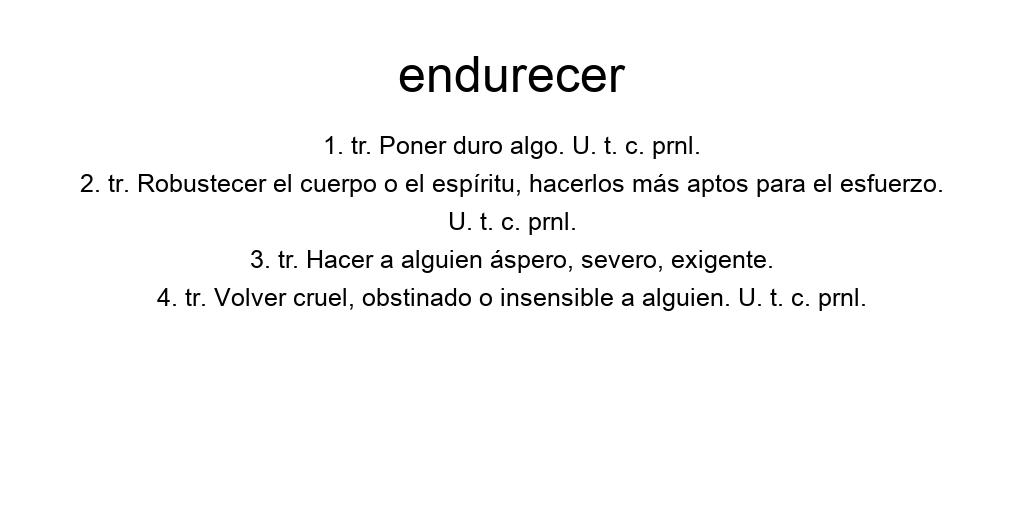 endurecer
1. tr. Poner duro algo. U. t. c. prnl.
2. tr. Robustecer el cuerpo o el espíritu, hacerlos más aptos para el esfuerzo.
U. t. c. prnl.
3. tr. Hacer a alguien áspero, severo, exigente.
4. tr. Volver cruel, obstinado o insensible a alguien. U. t. c. prnl.